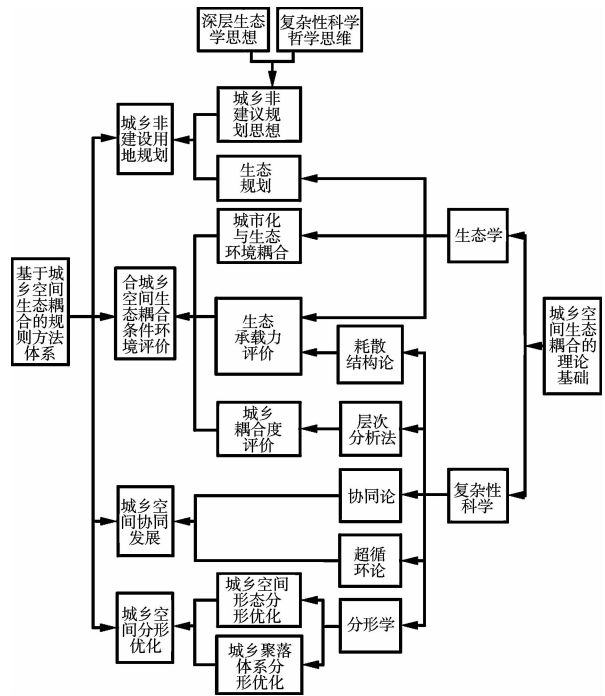 深层生态
学思想
复杂性科学
哲学思维
城乡非
建议规
划思想
城乡非
建设用
地规划
生态
规划
城市化
与生态
环境耦合
生态学
基于城
乡空间
生态耦
合的规
则方法
体系
合城乡
空间生
态耦合
条件环
境评价
生态
承载力
评价
耗散
结构论
城乡空
间生态
耦合的
理论
基础
城乡
耦合度
评价
层次
分析法
城乡空
间协同
发展
协同论
复杂性
科学
超循
环论
城乡空
间分形
优化
城乡空间
形态分
形优化
分形学
城乡聚落
体系分
形优化